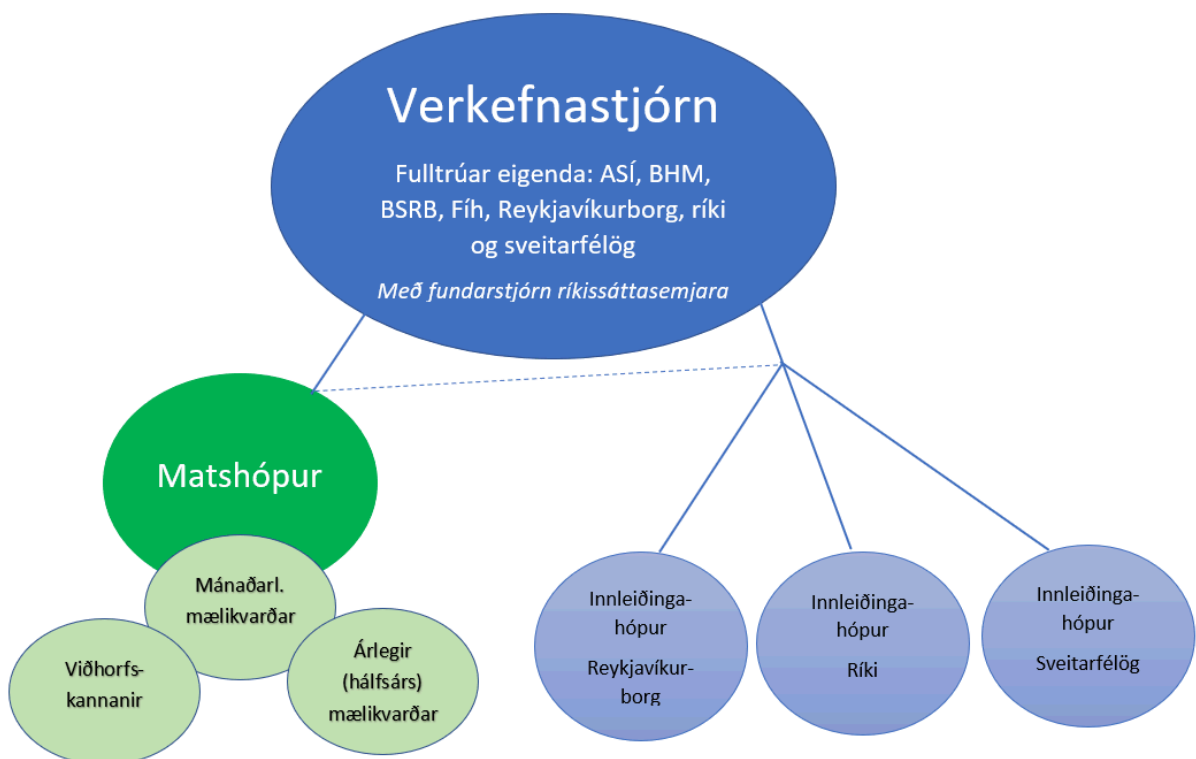 Verkefnastjórn
Fulltrúar eigenda: ASÍ, BHM,
BSRB, Fíh, Reykjavíkurborg, ríki
og sveitarfélög
Með fundarstjórn ríkissáttasemjara
Matshópur
Mánaðarl.
mælikvarðar
Viðhorfs-
kannanir
Árlegir
(hálfsárs)
mælikvarðar
Innleiðinga-
hópur
Reykjavíkur-
borg
Innleiðinga-
hópur
Ríki
Innleiðinga-
hópur
Sveitarfélög